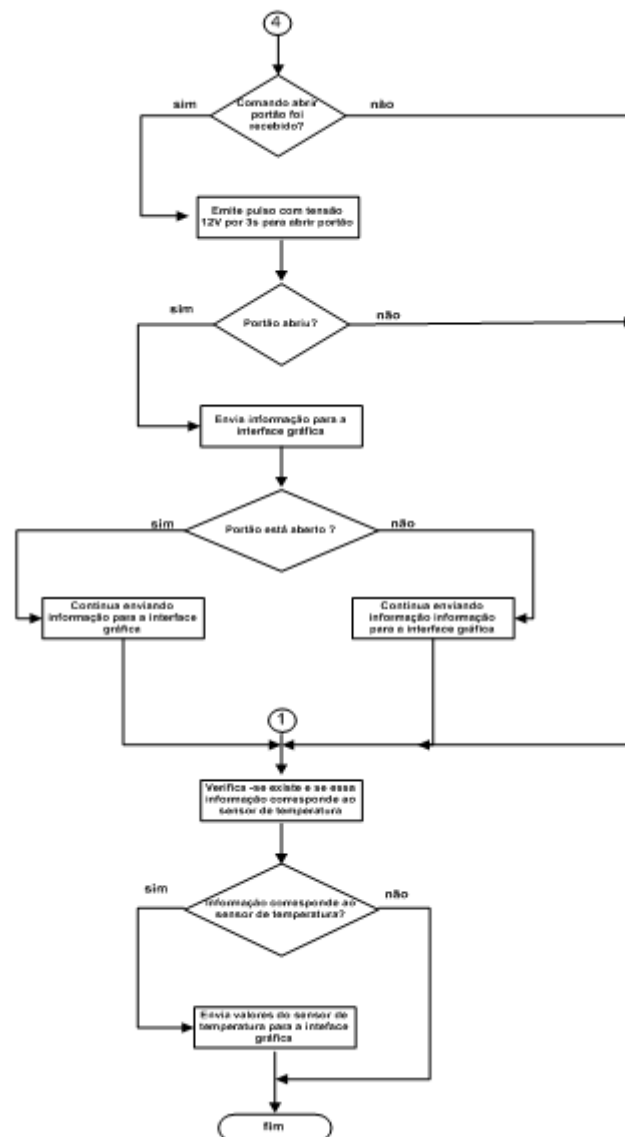 4
sim
não
Comando abrir
portão foi
recebido?
Emite pulso com tensão
12V por 3s para abrir portão
sim
não
Portão abriu?
Envia informação para a
interface gráfica
sim
não
Portão está aberto ?
Continua enviando
informação para a interface
gráfica
Continua enviando
informação informação
para a interface gráfica
1
Verifica -se existe e se essa
informação corresponde ao
sensor de temperatura
sim
não
Informação corresponde ao
sensor de temperatura?
Envia valores do sensor de
temperatura para a inteface
gráfica
fim